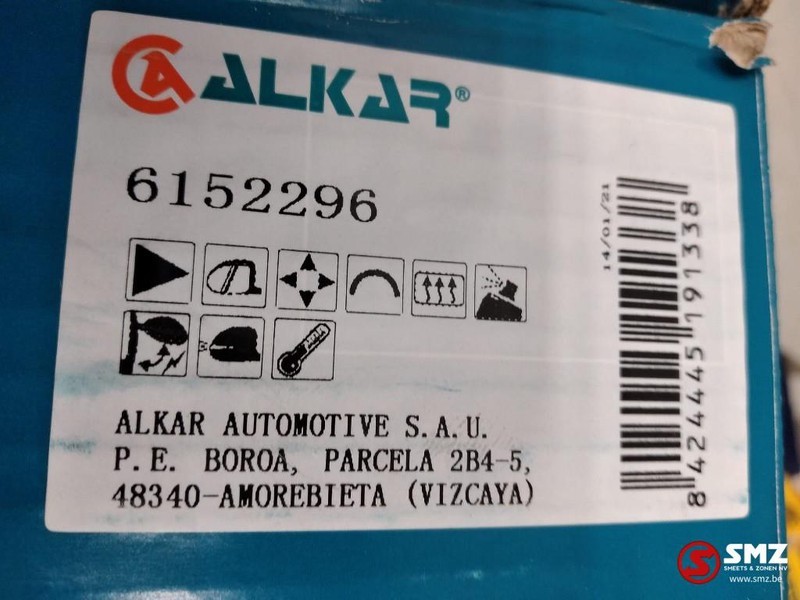 ALKAR®
6152296
14/01/21
8424445191338
ALKAR AUTOMOTIVE S.A.U.
P.E. BOROA, PARCELA 2B4-5,
48340-AMOREBIETA (VIZCAYA)
SMZ
SMEETS & ZONEN NV
www.smz.be